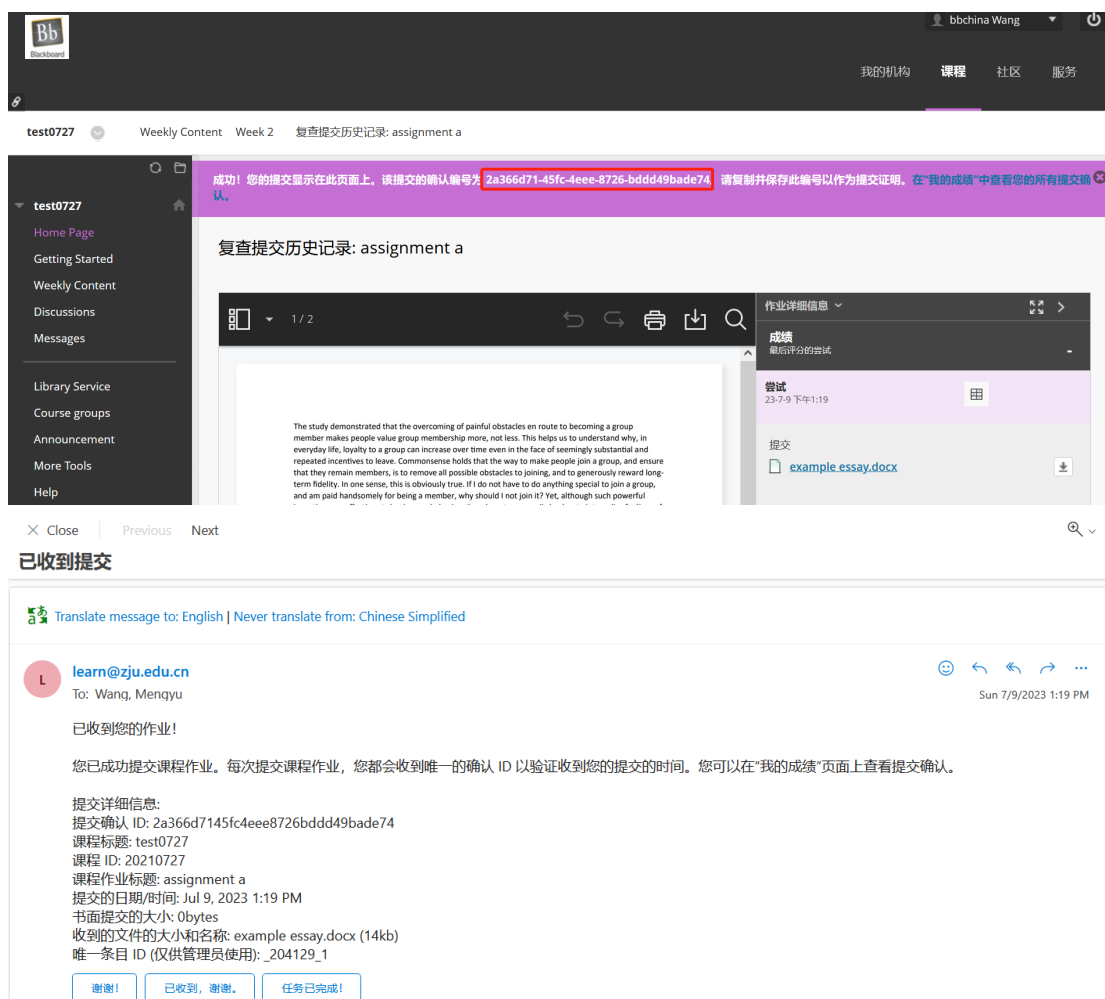 Bb
Blackboard
bbchina Wang
我的机构 课程 社区 服务
test0727 Weekly Content Week 2 复查提交历史记录: assignment a
成功！您的提交显示在此页面上。该提交的确认编号为 2a366d71-45fc-4eee-8726-bddd49bade74 请复制并保存此编号以作为提交证明。在“我的成绩”中查看您的所有提交确
认。
test0727
Home Page
Getting Started
Weekly Content
Discussions
Messages
Library Service
Course groups
Announcement
More Tools
Help
复查提交历史记录: assignment a
1 / 2
作业详细信息
成绩
最后评分的尝试
-
尝试
23-7-9 下午1:19
提交
example essay.docx
The study demonstrated that the overcoming of painful obstacles en route to becoming a group
member makes people value group membership more, not less. This helps us to understand why, in
everyday life, loyalty to a group can increase over time even in the face of seemingly substantial and
repeated incentives to leave. Commonsense holds that the way to make people join a group, and ensure
that they remain members, is to remove all possible obstacles to joining, and to generously reward long-
term fidelity. In one sense, this is obviously true. If I do not have to do anything special to join a group,
and am paid handsomely for being a member, why should I not join it? Yet, although such powerful
Close Previous Next
已收到提交
Translate message to: English | Never translate from: Chinese Simplified
L
learn@zju.edu.cn
To: Wang, Mengyu
Sun 7/9/2023 1:19 PM
已收到您的作业！
您已成功提交课程作业。每次提交课程作业，您都会收到唯一的确认 ID 以验证收到您的提交的时间。您可以在“我的成绩”页面上查看提交确认。
提交详细信息:
提交确认 ID: 2a366d7145fc4eee8726bddd49bade74
课程标题: test0727
课程 ID: 20210727
课程作业标题: assignment a
提交的日期/时间: Jul 9, 2023 1:19 PM
书面提交的大小: 0bytes
收到的文件的大小和名称: example essay.docx (14kb)
唯一条目 ID (仅供管理员使用): _204129_1
谢谢！ 已收到，谢谢。 任务已完成！